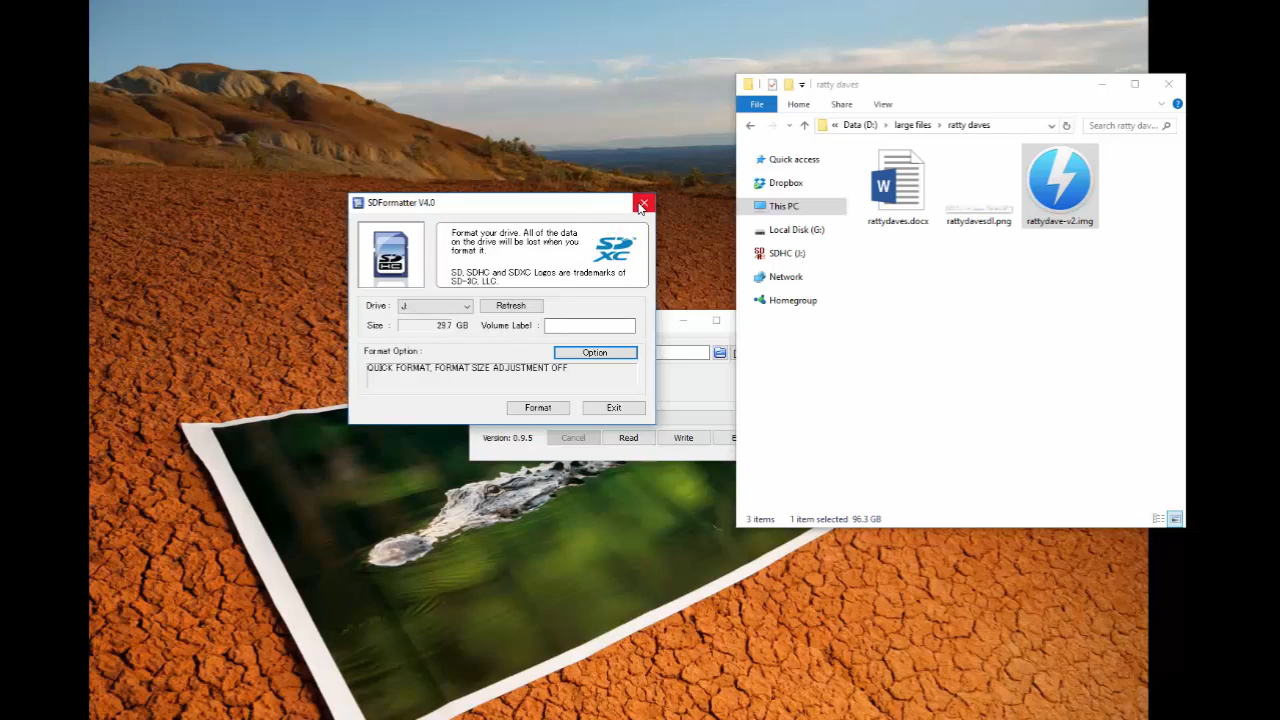 SDFormatter V4.0
Format your drive. All of the data
on the drive will be lost when you
format it.
SD, SDHC and SDXC Logos are trademarks of
SD-3C, LLC.
SD
XC
SD
HC
Drive :
J:
Refresh
Size :
29.7 GB
Volume Label :
Format Option :
Option
QUICK FORMAT, FORMAT SIZE ADJUSTMENT OFF
Format
Exit
Version: 0.9.5
Cancel
Read
Write
ratty daves
File
Home
Share
View
« Data (D:) › large files › ratty daves
Search ratty dav...
Quick access
Dropbox
This PC
Local Disk (G:)
SDHC (J:)
Network
Homegroup
W
rattydaves.docx
rattydavesdl.png
rattydave-v2.img
3 items
1 item selected 96.3 GB